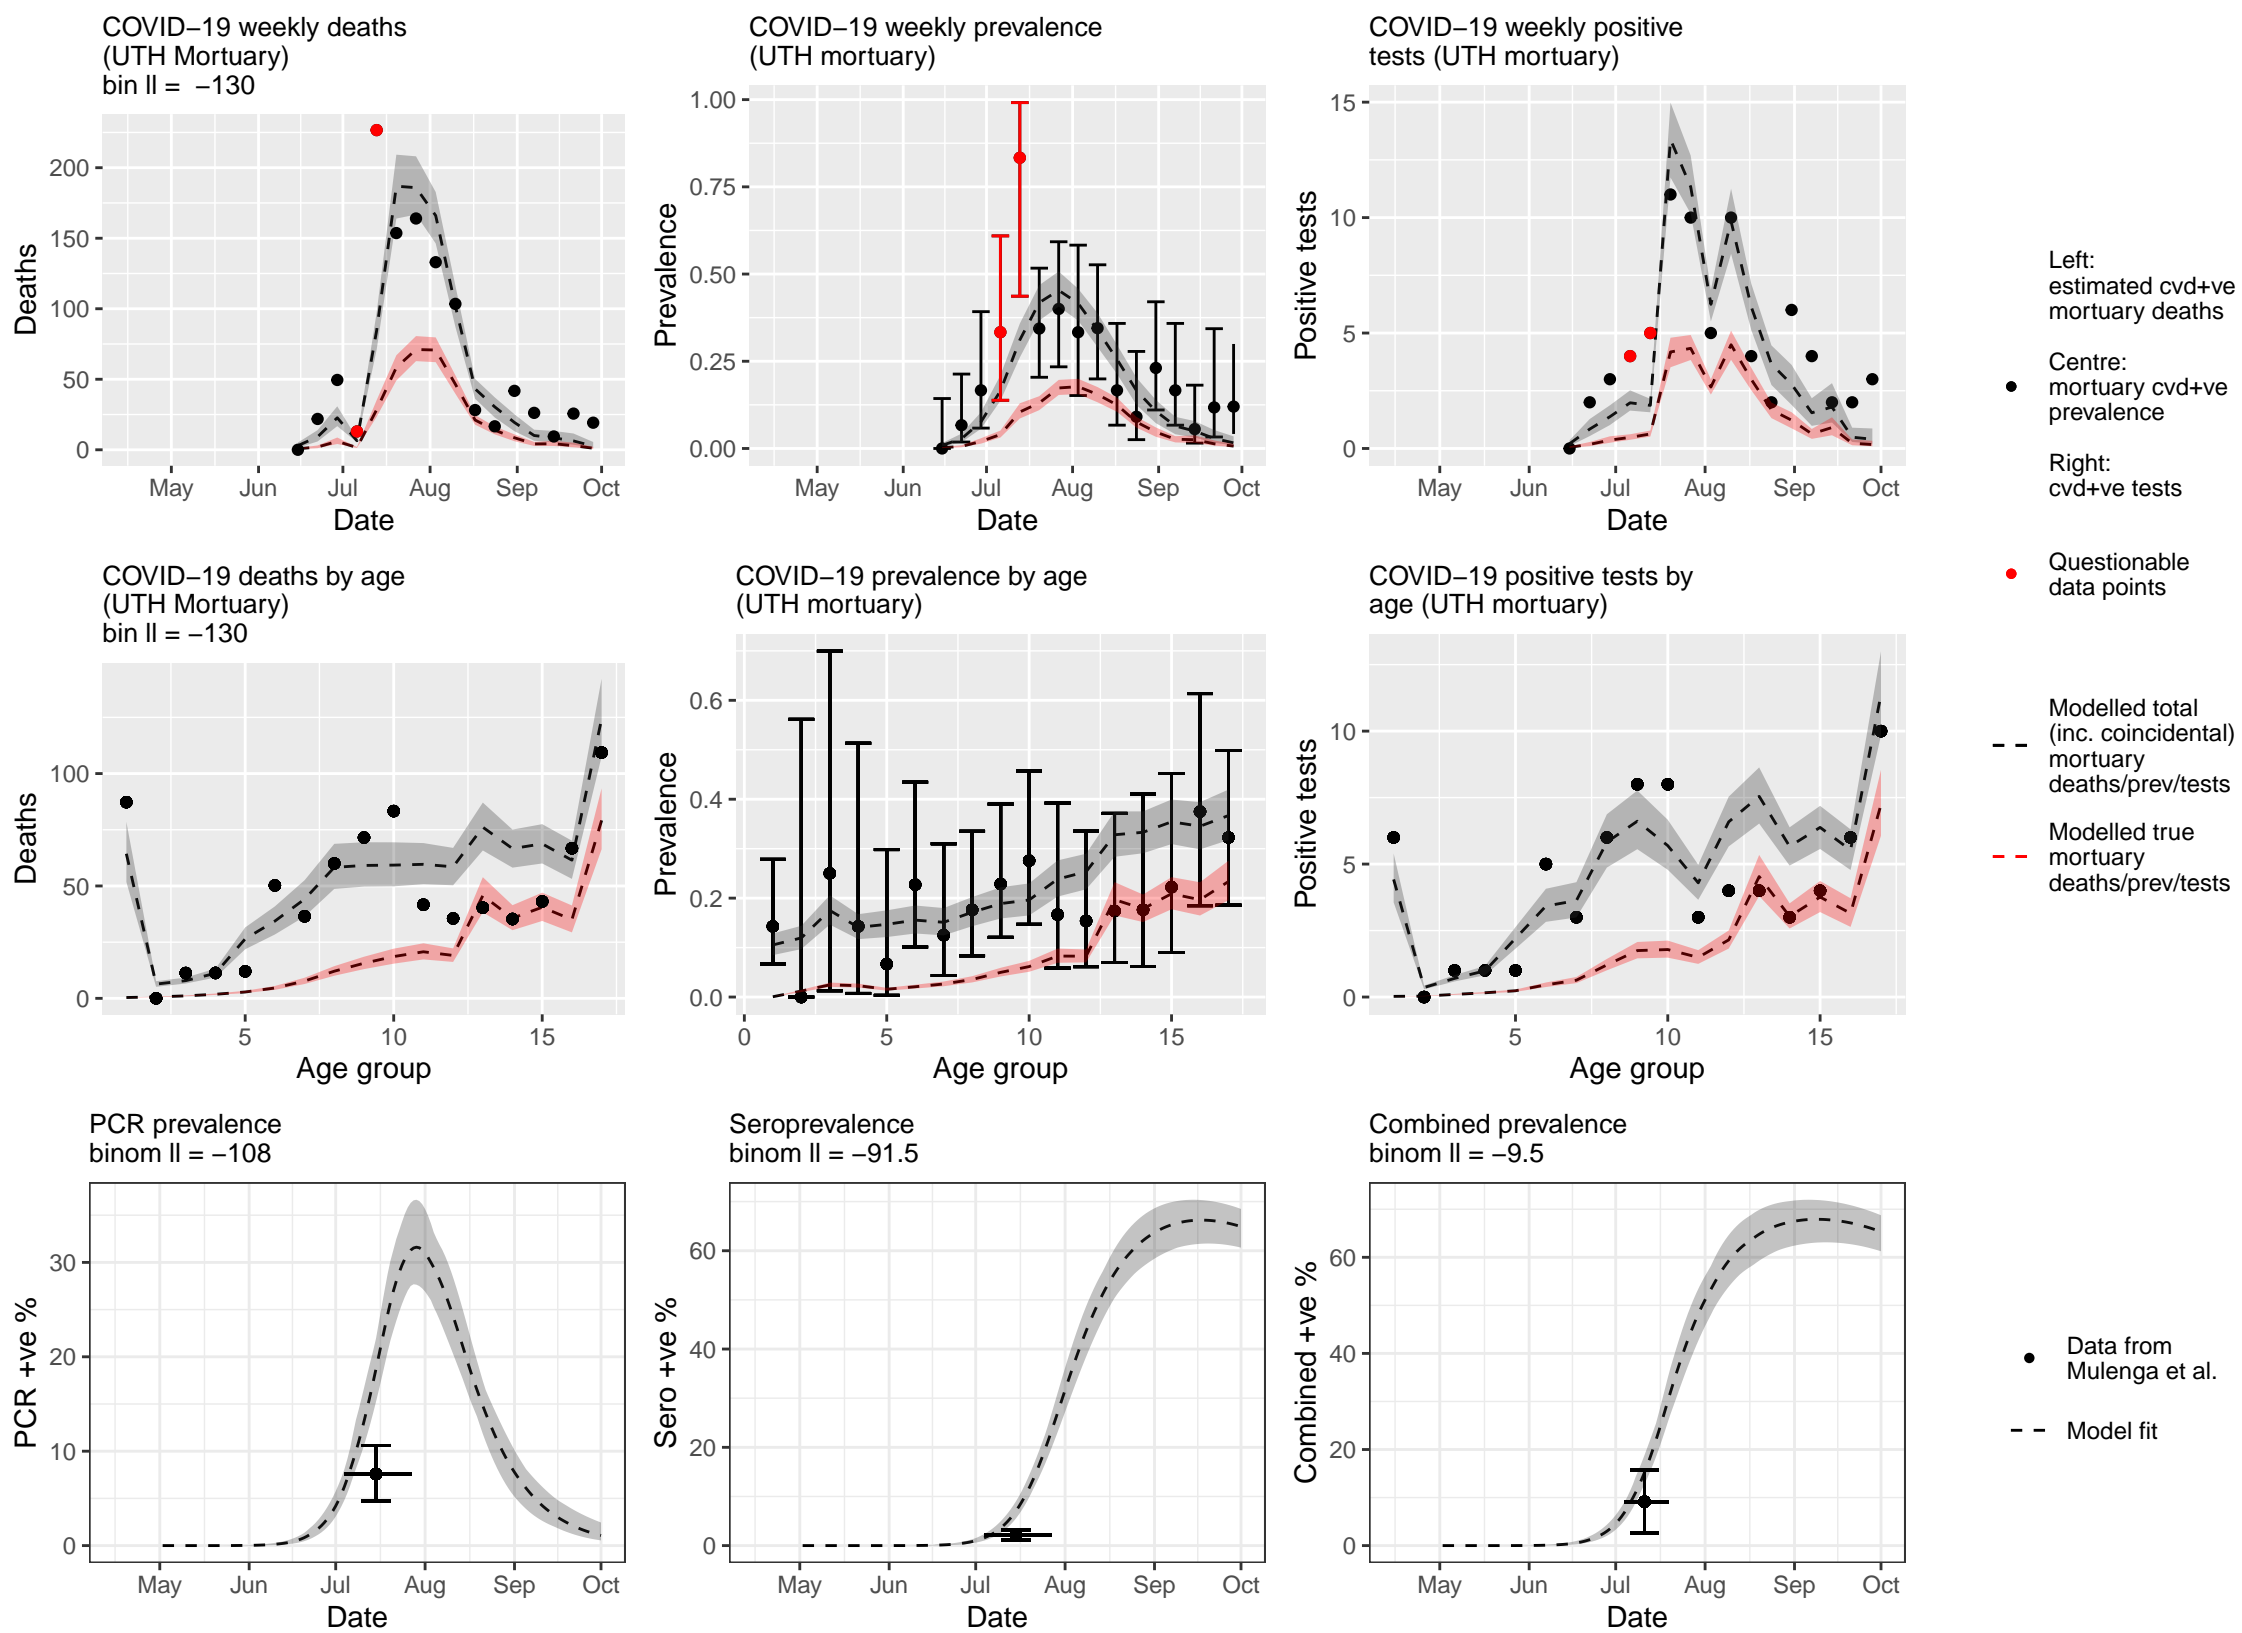 COVID−19 weekly deaths
(UTH Mortuary)
bin ll =  −130
200
150
100
50
0
Deaths
May Jun Jul Aug Sep Oct
Date
COVID−19 weekly prevalence
(UTH mortuary)
1.00
0.75
0.50
0.25
0.00
Prevalence
May Jun Jul Aug Sep Oct
Date
COVID−19 weekly positive
tests (UTH mortuary)
15
10
5
0
Positive tests
May Jun Jul Aug Sep Oct
Date
Left:
estimated cvd+ve
mortuary deaths
Centre:
mortuary cvd+ve
prevalence
Right:
cvd+ve tests
Questionable
data points
Modelled total
(inc. coincidental)
mortuary
deaths/prev/tests
Modelled true
mortuary
deaths/prev/tests
COVID−19 deaths by age
(UTH Mortuary)
bin ll = −130
100
50
0
Deaths
5 10 15
Age group
COVID−19 prevalence by age
(UTH mortuary)
0.6
0.4
0.2
0.0
Prevalence
0 5 10 15
Age group
COVID−19 positive tests by
age (UTH mortuary)
10
5
0
Positive tests
5 10 15
Age group
PCR prevalence
binom ll = −108
30
20
10
0
PCR +ve %
May Jun Jul Aug Sep Oct
Date
Seroprevalence
binom ll = −91.5
60
40
20
0
Sero +ve %
May Jun Jul Aug Sep Oct
Date
Combined prevalence
binom ll = −9.5
60
40
20
0
Combined +ve %
May Jun Jul Aug Sep Oct
Date
Data from
Mulenga et al.
Model fit